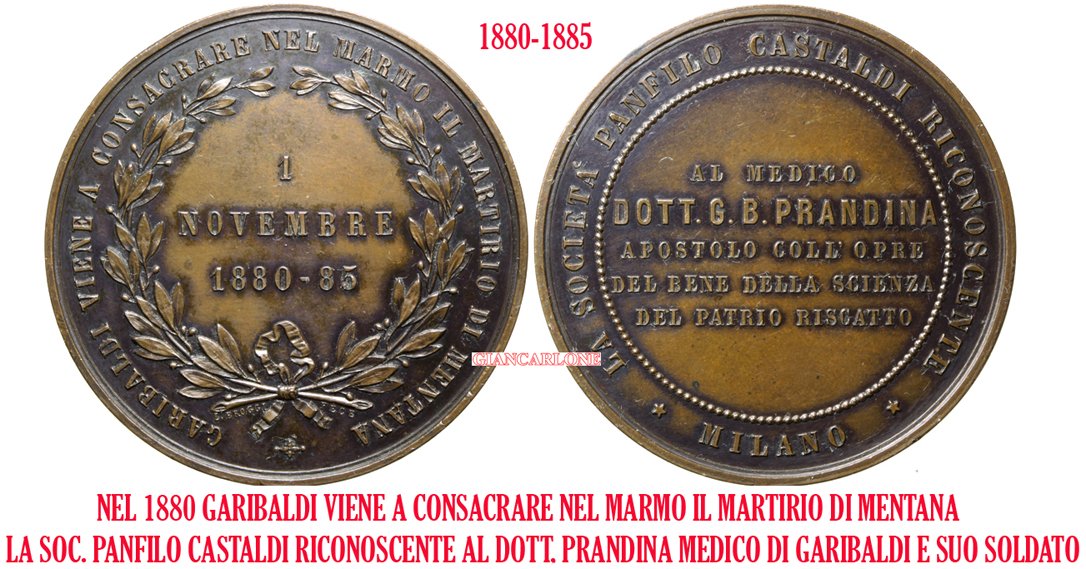 1880-1885
GARIBALDI VIENE A CONSACRARE NEL MARMO IL MARTIRIO DI MENTANA
1
NOVEMBRE
1880-85
FECE
LA SOCIETA' PANFILO CASTALDI RICONOSCENTE
AL MEDICO
DOTT. G. B. PRANDINA
APOSTOLO COLL' OPRE
DEL BENE DELLA SCIENZA
DEL PATRIO RISCATTO
* MILANO *
GIANCARLONE
NEL 1880 GARIBALDI VIENE A CONSACRARE NEL MARMO IL MARTIRIO DI MENTANA
LA SOC. PANFILO CASTALDI RICONOSCENTE AL DOTT. PRANDINA MEDICO DI GARIBALDI E SUO SOLDATO